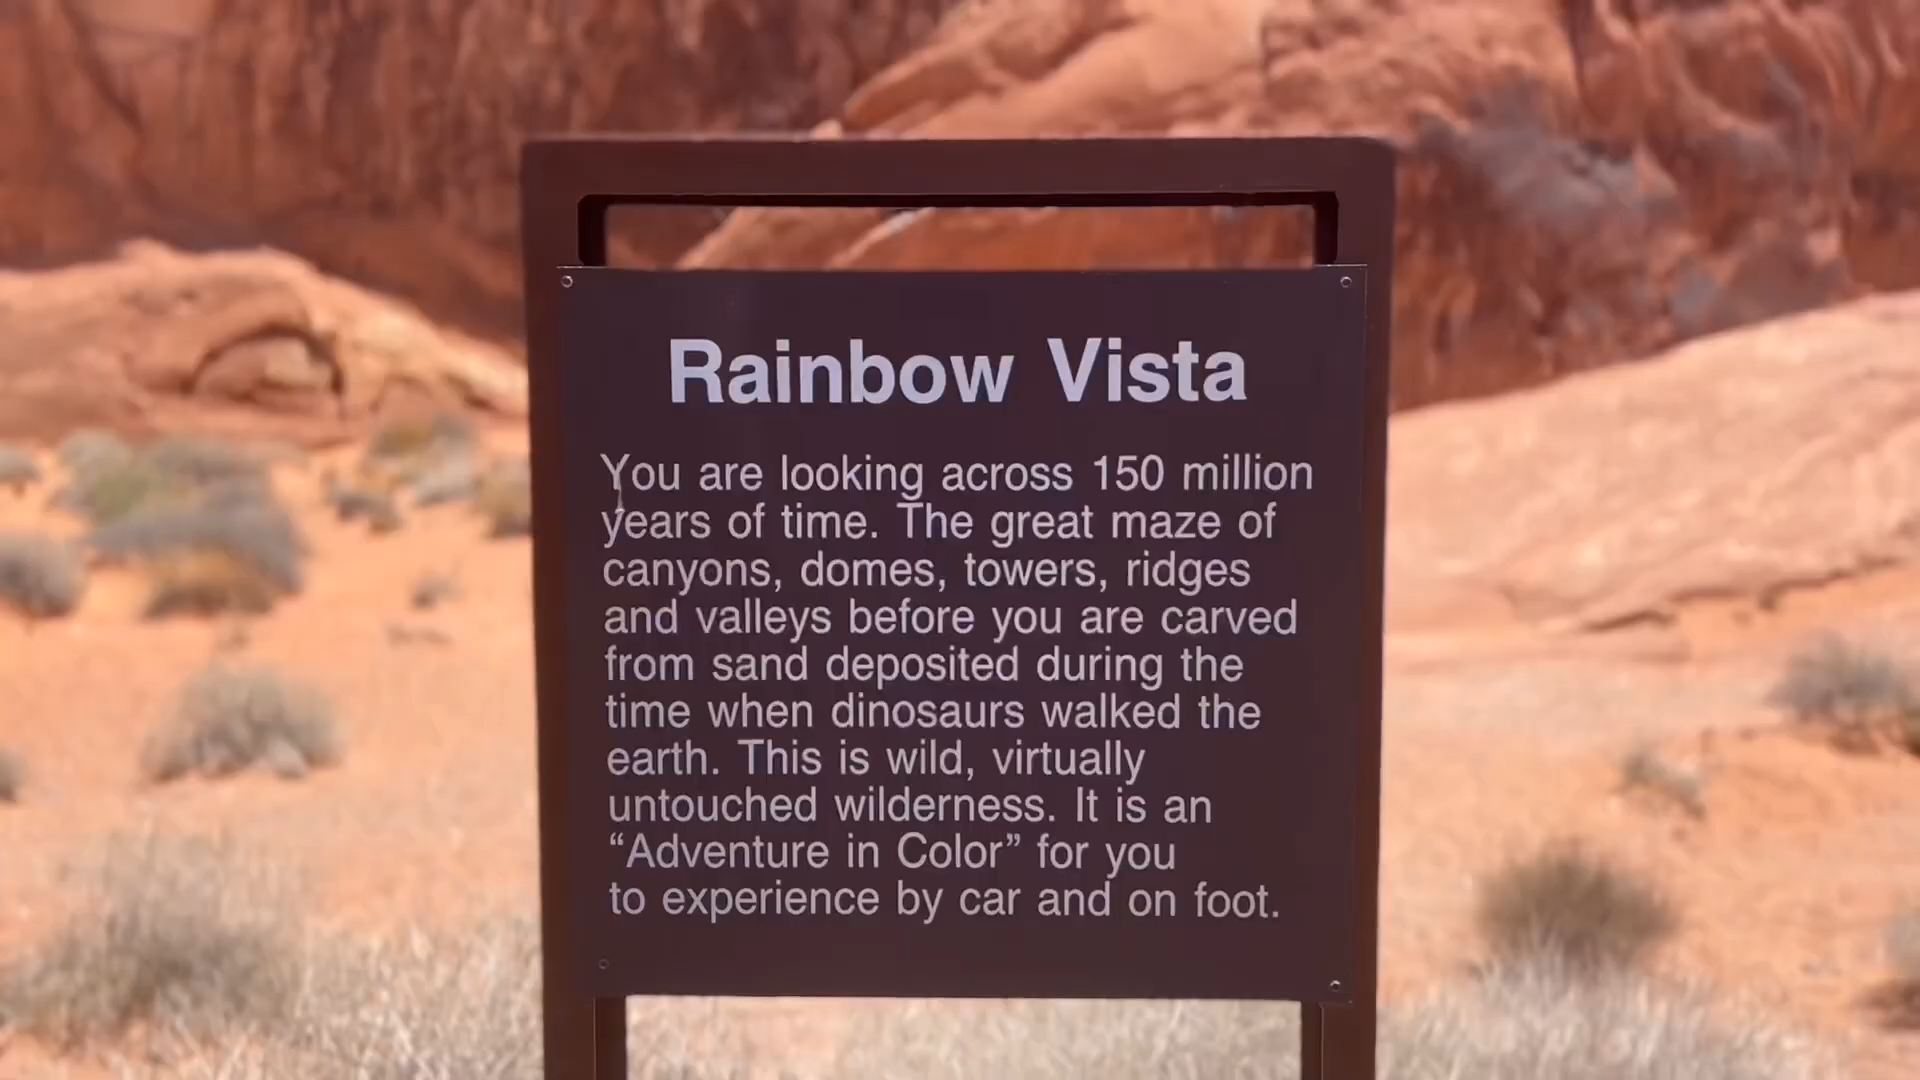 Rainbow Vista
You are looking across 150 million
years of time. The great maze of
canyons, domes, towers, ridges
and valleys before you are carved
from sand deposited during the
time when dinosaurs walked the
earth. This is wild, virtually
untouched wilderness. It is an
“Adventure in Color” for you
to experience by car and on foot.